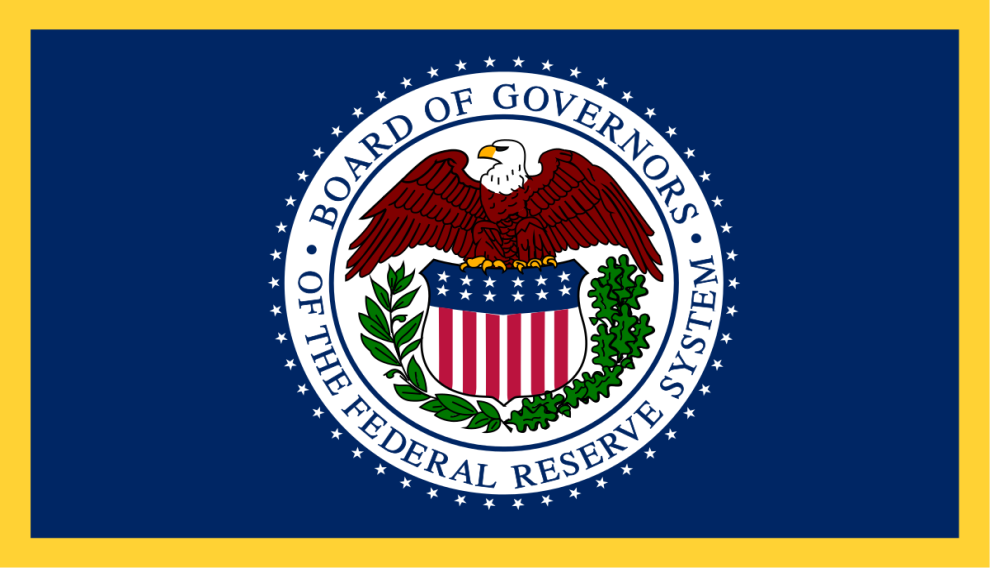 BOARD OF GOVERNORS
OF THE FEDERAL RESERVE SYSTEM